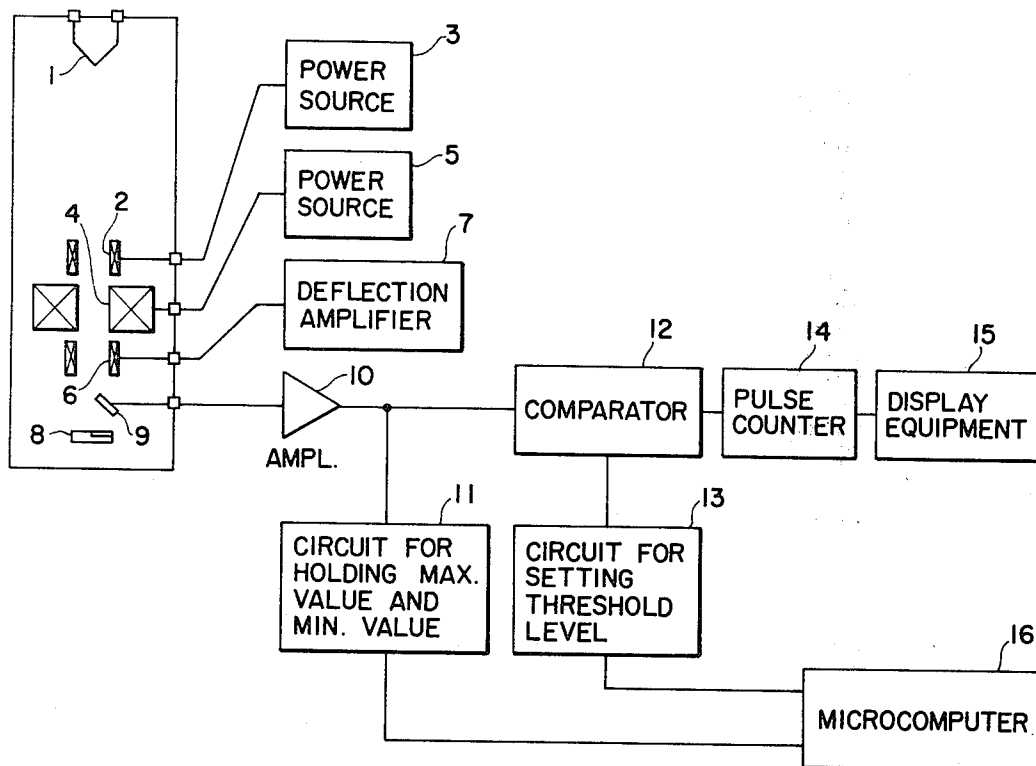 1
3
POWER
SOURCE
5
POWER
SOURCE
4
2
7
DEFLECTION
AMPLIFIER
6
8
9
10
AMPL.
12
COMPARATOR
14
PULSE
COUNTER
15
DISPLAY
EQUIPMENT
11
CIRCUIT FOR
HOLDING MAX.
VALUE AND
MIN. VALUE
13
CIRCUIT FOR
SETTING
THRESHOLD
LEVEL
16
MICROCOMPUTER